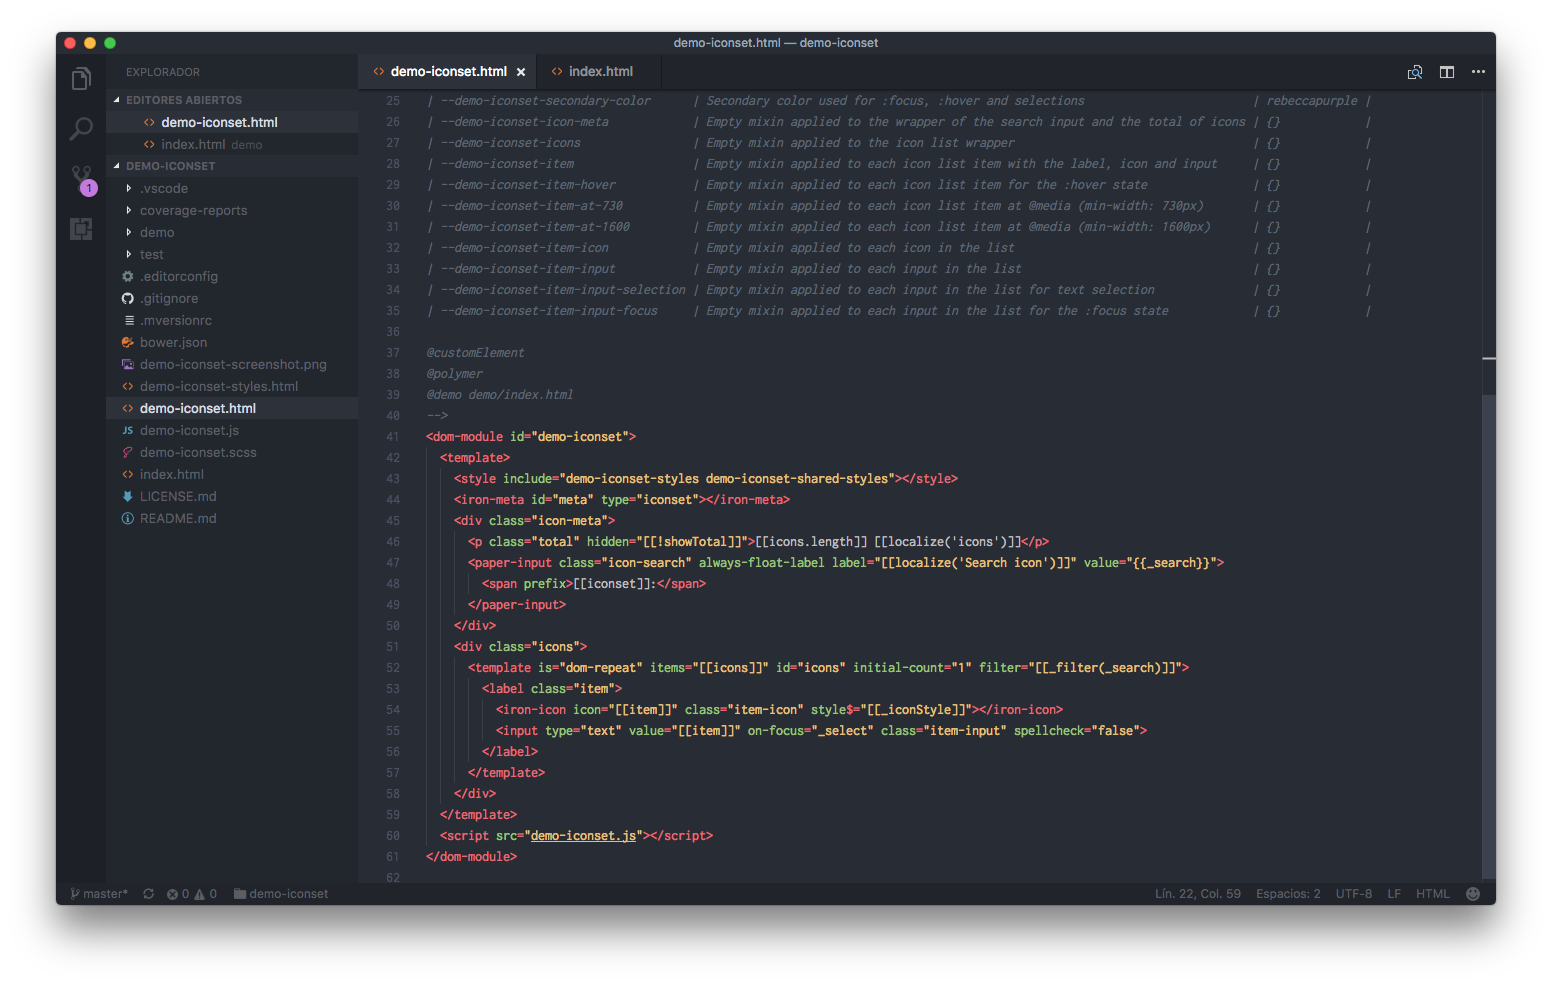 demo-iconset.html — demo-iconset
EXPLORADOR
EDITORES ABIERTOS
<> demo-iconset.html
<> index.html demo
DEMO-ICONSET
.vscode
coverage-reports
demo
test
.editorconfig
.gitignore
.mversionrc
bower.json
demo-iconset-screenshot.png
<> demo-iconset-styles.html
<> demo-iconset.html
JS demo-iconset.js
demo-iconset.scss
<> index.html
LICENSE.md
README.md
1
<> demo-iconset.html ×
<> index.html
25 | --demo-iconset-secondary-color | Secondary color used for :focus, :hover and selections | rebeccapurple |
26 | --demo-iconset-icon-meta | Empty mixin applied to the wrapper of the search input and the total of icons | {} |
27 | --demo-iconset-icons | Empty mixin applied to the icon list wrapper | {} |
28 | --demo-iconset-item | Empty mixin applied to each icon list item with the label, icon and input | {} |
29 | --demo-iconset-item-hover | Empty mixin applied to each icon list item for the :hover state | {} |
30 | --demo-iconset-item-at-730 | Empty mixin applied to each icon list item at @media (min-width: 730px) | {} |
31 | --demo-iconset-item-at-1600 | Empty mixin applied to each icon list item at @media (min-width: 1600px) | {} |
32 | --demo-iconset-item-icon | Empty mixin applied to each icon in the list | {} |
33 | --demo-iconset-item-input | Empty mixin applied to each input in the list | {} |
34 | --demo-iconset-item-input-selection | Empty mixin applied to each input in the list for text selection | {} |
35 | --demo-iconset-item-input-focus | Empty mixin applied to each input in the list for the :focus state | {} |
36
37 @customElement
38 @polymer
39 @demo demo/index.html
40 -->
41 <dom-module id="demo-iconset">
42 <template>
43 <style include="demo-iconset-styles demo-iconset-shared-styles"></style>
44 <iron-meta id="meta" type="iconset"></iron-meta>
45 <div class="icon-meta">
46 <p class="total" hidden="[[!showTotal]]">[[icons.length]] [[localize('icons')]]</p>
47 <paper-input class="icon-search" always-float-label label="[[localize('Search icon')]]" value="{{_search}}">
48 <span prefix>[[iconset]]:</span>
49 </paper-input>
50 </div>
51 <div class="icons">
52 <template is="dom-repeat" items="[[icons]]" id="icons" initial-count="1" filter="[[_filter(_search)]]">
53 <label class="item">
54 <iron-icon icon="[[item]]" class="item-icon" style$="[[_iconStyle]]"></iron-icon>
55 <input type="text" value="[[item]]" on-focus="_select" class="item-input" spellcheck="false">
56 </label>
57 </template>
58 </div>
59 </template>
60 <script src="demo-iconset.js"></script>
61 </dom-module>
62
master* 0 0 demo-iconset Lín. 22, Col. 59 Espacios: 2 UTF-8 LF HTML